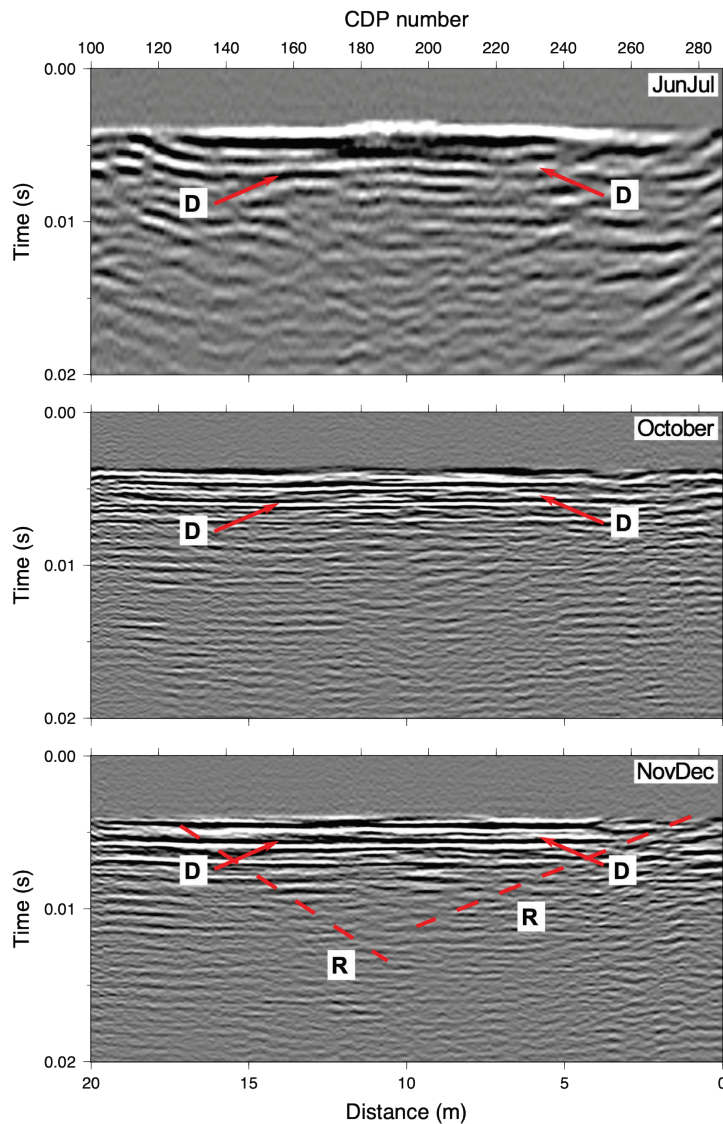 CDP number
100 120 140 160 180 200 220 240 260 280
0.00
JunJul
D D
Time (s)
0.01
0.02
0.00
October
D D
Time (s)
0.01
0.02
0.00
NovDec
D D
Time (s)
0.01
R
R
0.02
20 15 10 5 0
Distance (m)